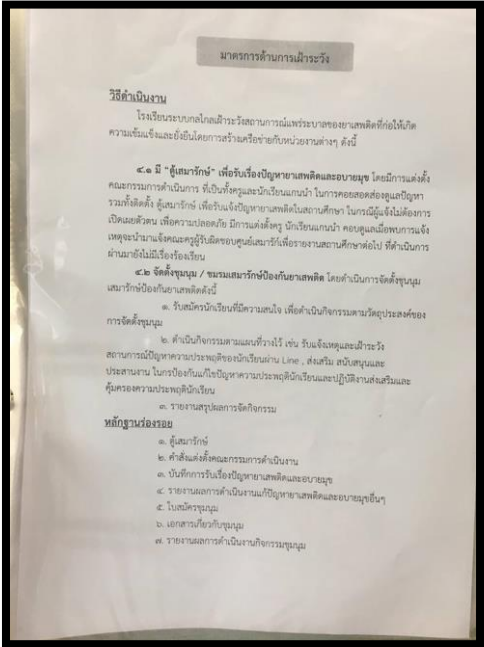 มาตรการด้านการเฝ้าระวัง
วิธีดำเนินงาน
โรงเรียนระบบกลไกลเฝ้าระวังสถานการณ์แพร่ระบาดของยาเสพติดที่ก่อให้เกิด
ความเข้มแข็งและยั่งยืนโดยการสร้างเครือข่ายกับหน่วยงานต่างๆ ดังนี้
๔.๑ มี “ตู้เสมารักษ์” เพื่อรับเรื่องปัญหายาเสพติดและอบายมุข โดยมีการแต่งตั้ง
คณะกรรมการดำเนินการ ที่เป็นทั้งครูและนักเรียนแกนนำ ในการคอยสอดส่องดูแลปัญหา
รวมทั้งติดตั้ง ตู้เสมารักษ์ เพื่อรับแจ้งปัญหายาเสพติดในสถานศึกษา ในกรณีผู้แจ้งไม่ต้องการ
เปิดเผยตัวตน เพื่อความปลอดภัย มีการแต่งตั้งครู นักเรียนแกนนำ คอบดูแลเมื่อพบการแจ้ง
เหตุจะนำมาแจ้งคณะครูผู้รับผิดชอบศูนย์เสมารักษ์เพื่อรายงานสถานศึกษาต่อไป ที่ดำเนินการ
ผ่านมายังไม่มีเรื่องร้องเรียน
๔.๒ จัดตั้งชุมนุม / ชมรมเสมารักษ์ป้องกันยาเสพติด โดยดำเนินการจัดตั้งชุนนุม
เสมารักษ์ป้องกันยาเสพติดดังนี้
๑. รับสมัครนักเรียนที่มีความสนใจ เพื่อดำเนินกิจกรรมตามวัตถุประสงค์ของ
การจัดตั้งชุมนุม
๒. ดำเนินกิจกรรมตามแผนที่วางไว้ เช่น รับแจ้งเหตุและเฝ้าระวัง
สถานการณ์ปัญหาความประพฤติของนักเรียนผ่าน Line , ส่งเสริม สนับสนุนและ
ประสานงาน ในกรป้องกันแก้ไขปัญหาความประพฤตินักเรียนและปฏิบัติงานส่งเสริมและ
คุ้มครองความประพฤตินักเรียน
๓. รายงานสรุปผลการจัดกิจกรรม
หลักฐานร่องรอย
๑. ตู้เสมารักษ์
๒. คำสั่งแต่งตั้งคณะกรรมการดำเนินงาน
๓. บันทึกการรับเรื่องปัญหายาเสพติดและอบายมุข
๔. รายงานผลการดำเนินงานแก้ปัญหายาเสพติดและอบายมุขอื่นๆ
๕. ใบสมัครชุมนุม
๖. เอกสารเกี่ยวกับชุมนุม
๗. รายงานผลการดำเนินงานกิจกรรมชุมนุม